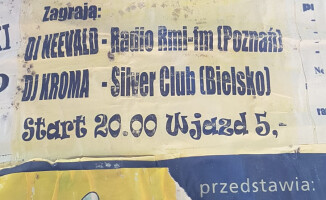 Zagrają:
DJ NEEVALD - Radio Rmi-fm (Poznań)
DJ KROMA - Silver Club (Bielsko)
Start 20.00 Wjazd 5,-
przedstawia: